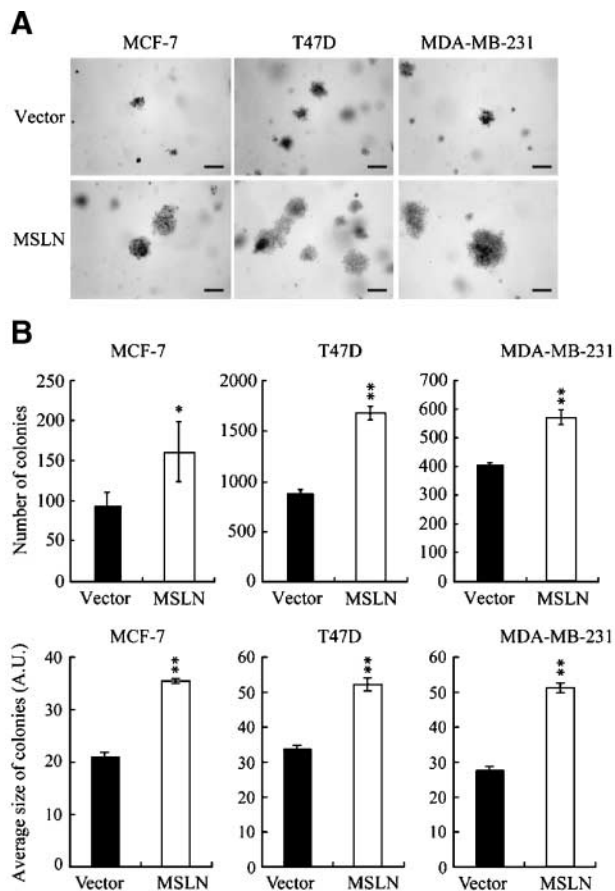 A
MCF-7
T47D
MDA-MB-231
Vector
MSLN
B
MCF-7
T47D
MDA-MB-231
Number of colonies
250
200
150
100
50
0
*
Vector
MSLN
2000
1500
1000
500
0
**
Vector
MSLN
700
600
500
400
300
200
100
0
**
Vector
MSLN
MCF-7
T47D
MDA-MB-231
Average size of colonies (A.U.)
40
30
20
10
0
**
Vector
MSLN
60
50
40
30
20
10
0
**
Vector
MSLN
60
50
40
30
20
10
0
**
Vector
MSLN